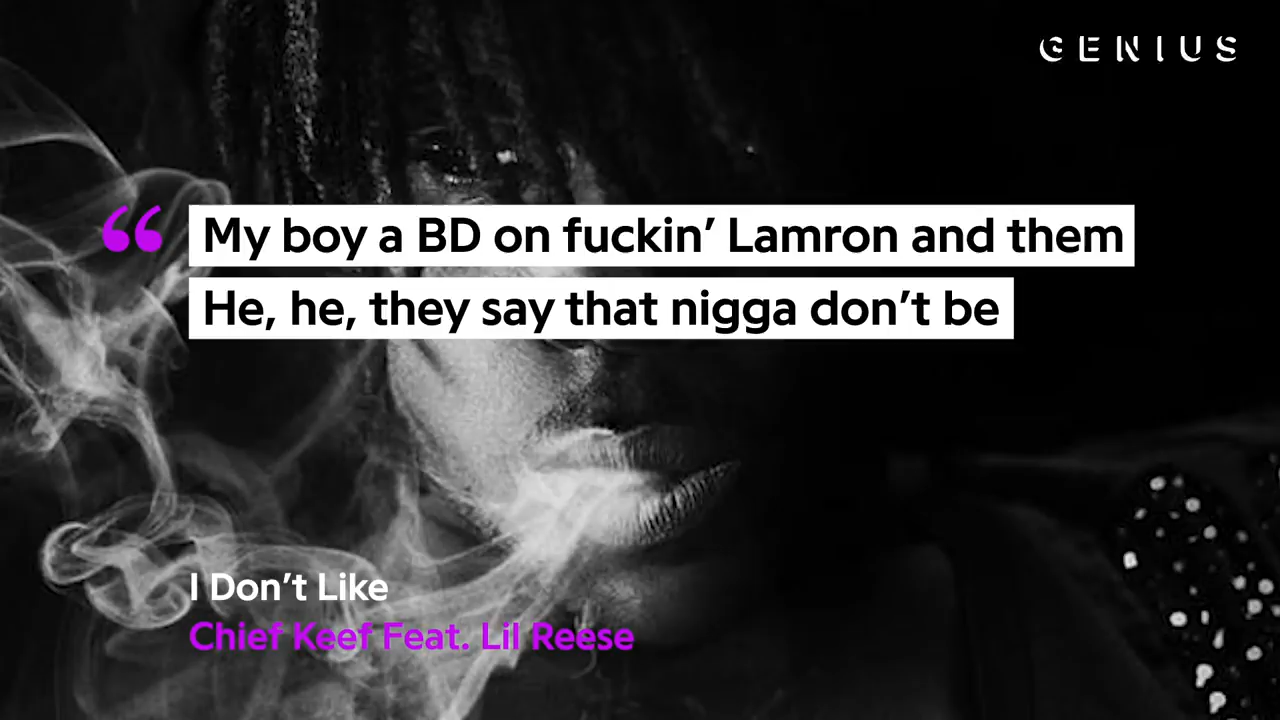 GENIUS
“ My boy a BD on fuckin’ Lamron and them
He, he, they say that nigga don’t be
I Don’t Like
Chief Keef Feat. Lil Reese